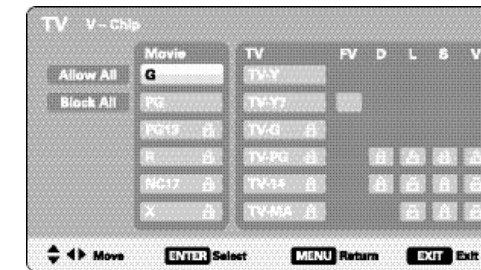 TV V-Chip
Movie TV FV D L S V
Allow All G TV-Y
Block All PG TV-Y7
PG13 TV-G
R TV-PG
NC17 TV-14
X TV-MA
Move ENTER Select MENU Return EXIT Exit